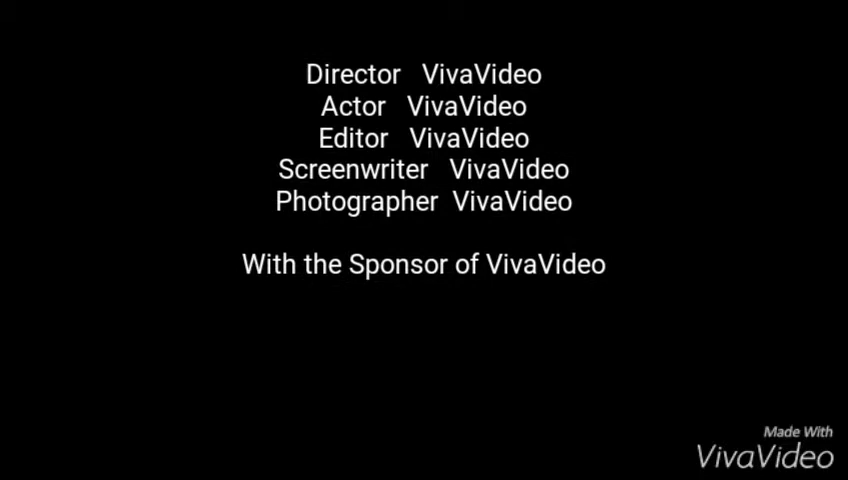 Director VivaVideo
Actor VivaVideo
Editor VivaVideo
Screenwriter VivaVideo
Photographer VivaVideo
With the Sponsor of VivaVideo
Made With
VivaVideo